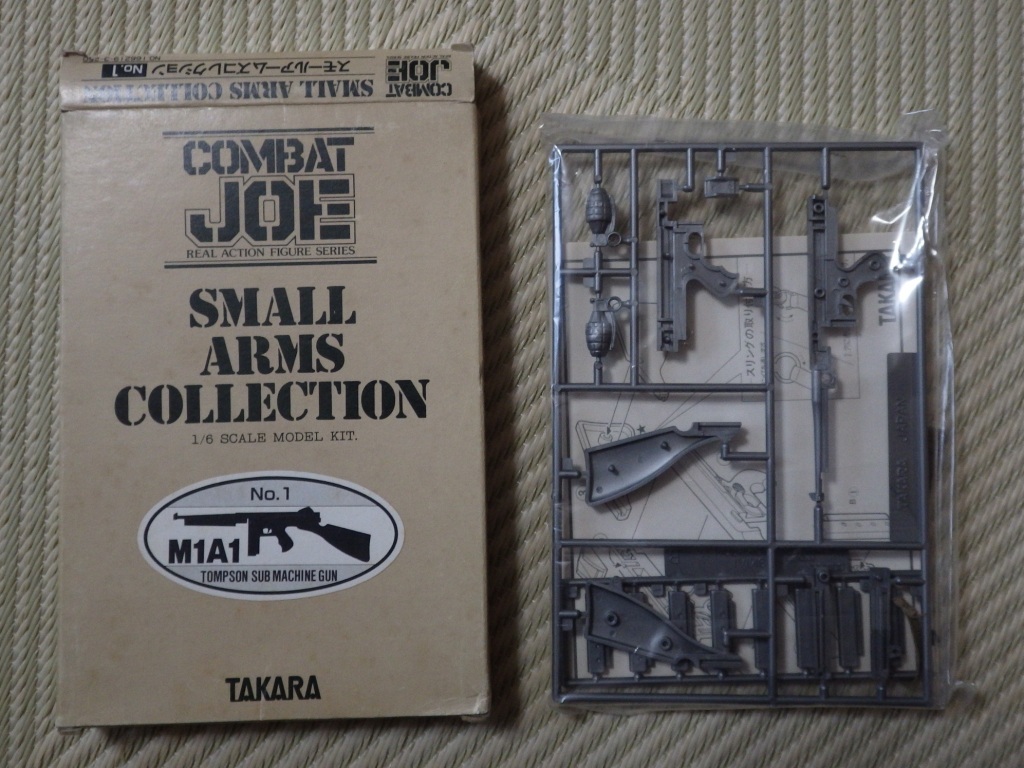 COMBAT
JOE
SMALL ARMS COLLECTION
スモールアームズコレクション
No.1
COMBAT
JOE
REAL ACTION FIGURE SERIES
SMALL
ARMS
COLLECTION
1/6 SCALE MODEL KIT.
No.1
M1A1
TOMPSON SUB MACHINE GUN
TAKARA
スリングの取り
TAKARA JAPAN